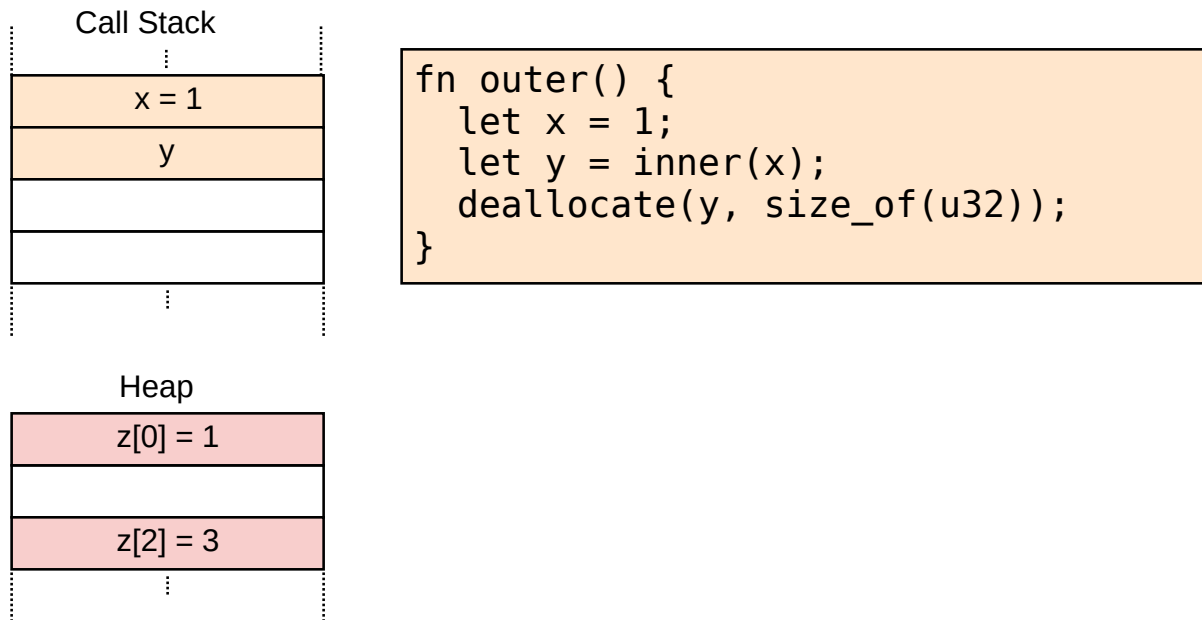 Call Stack
x = 1
y
fn outer() {
  let x = 1;
  let y = inner(x);
  deallocate(y, size_of(u32));
}
Heap
z[0] = 1
z[2] = 3